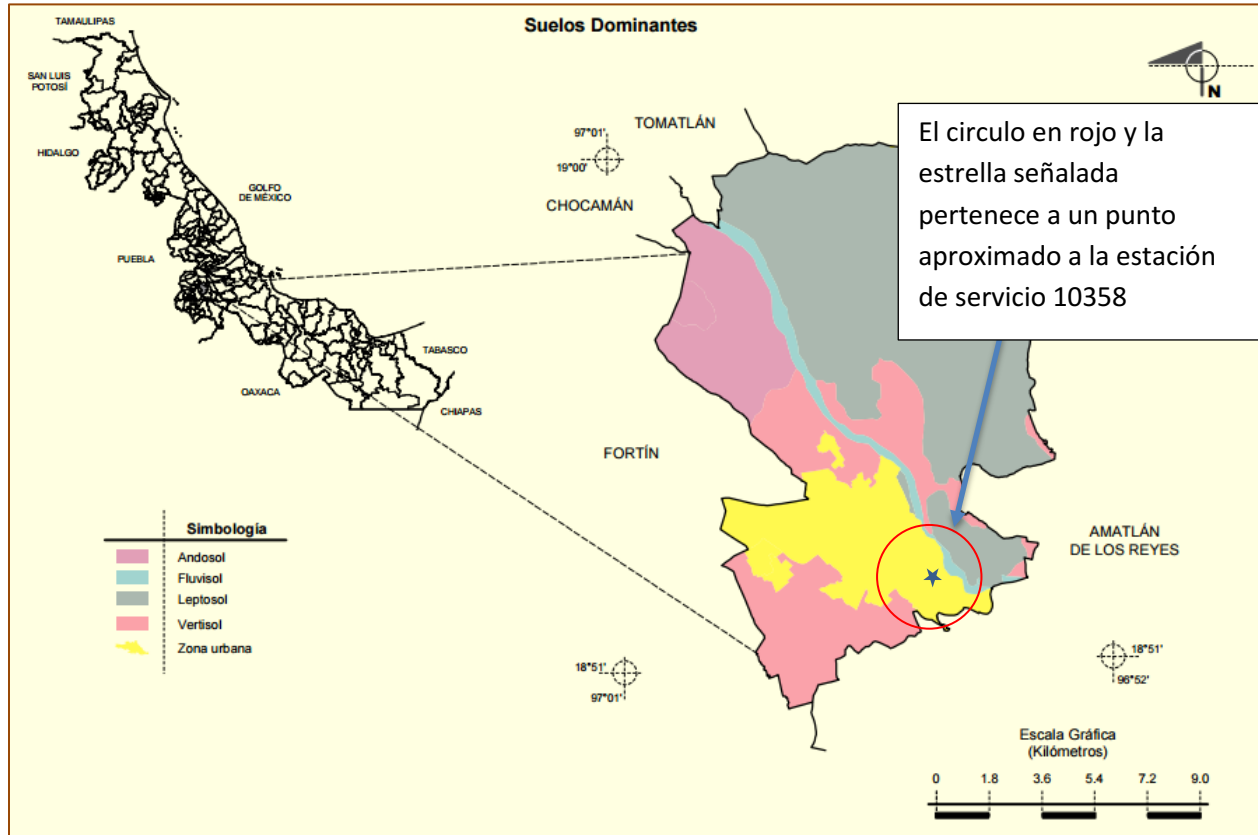 Suelos Dominantes
TAMAULIPAS
SAN LUIS
POTOSÍ
HIDALGO
GOLFO
DE MÉXICO
PUEBLA
OAXACA
TABASCO
CHIAPAS
N
TOMATLÁN
97°01'
19°00'
CHOCAMÁN
El circulo en rojo y la
estrella señalada
pertenece a un punto
aproximado a la estación
de servicio 10358
FORTÍN
AMATLÁN
DE LOS REYES
Simbología
Andosol
Fluvisol
Leptosol
Vertisol
Zona urbana
18°51'
97°01'
18°51'
96°52'
Escala Gráfica
(Kilómetros)
0 1.8 3.6 5.4 7.2 9.0